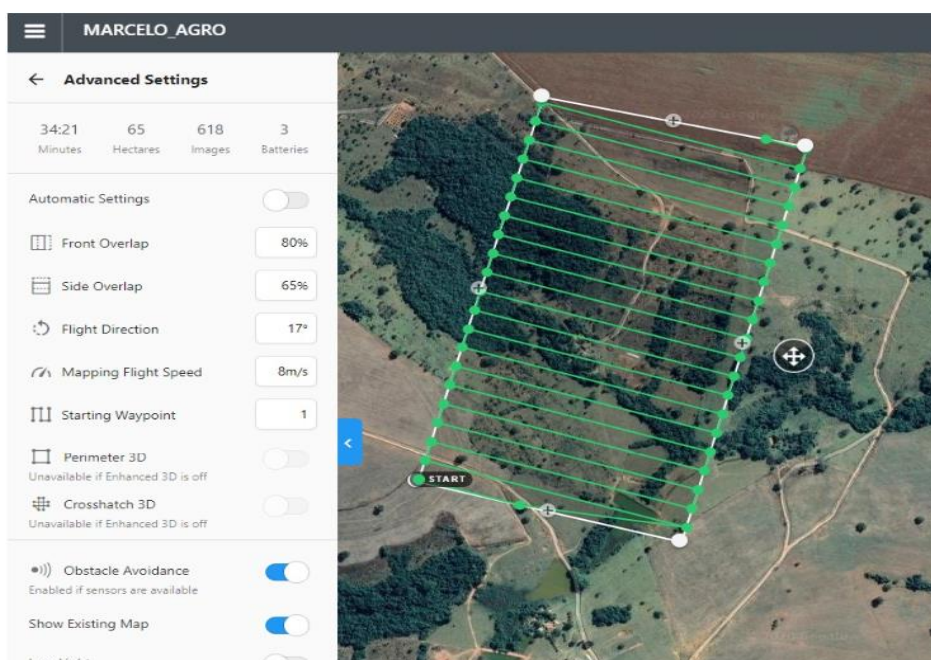 MARCELO_AGRO
Advanced Settings
34:21 65 618 3
Minutes Hectares Images Batteries
Automatic Settings
Front Overlap 80%
Side Overlap 65%
Flight Direction 17°
Mapping Flight Speed 8m/s
Starting Waypoint 1
Perimeter 3D
Unavailable if Enhanced 3D is off
Crosshatch 3D
Unavailable if Enhanced 3D is off
Obstacle Avoidance
Enabled if sensors are available
Show Existing Map
START